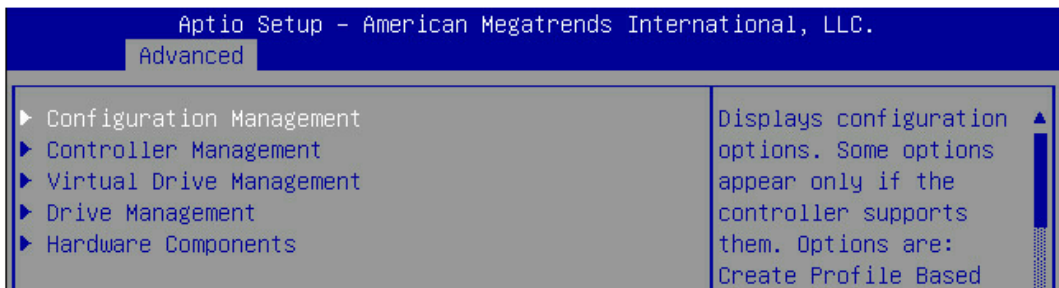 Aptio Setup – American Megatrends International, LLC.
Advanced
Configuration Management
Controller Management
Virtual Drive Management
Drive Management
Hardware Components
Displays configuration
options. Some options
appear only if the
controller supports
them. Options are:
Create Profile Based